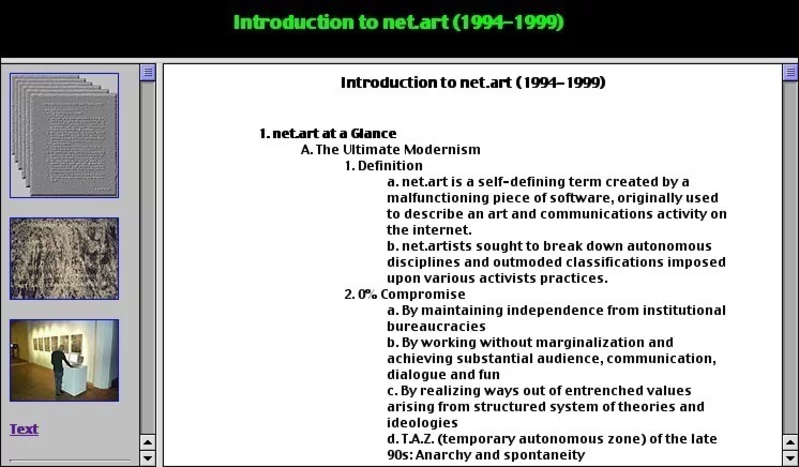 Introduction to net.art (1994-1999)
Text
Introduction to net.art (1994-1999)
1. net.art at a Glance
A. The Ultimate Modernism
1. Definition
a. net.art is a self-defining term created by a
malfunctioning piece of software, originally used
to describe an art and communications activity on
the internet.
b. net.artists sought to break down autonomous
disciplines and outmoded classifications imposed
upon various activists practices.
2. 0% Compromise
a. By maintaining independence from institutional
bureaucracies
b. By working without marginalization and
achieving substantial audience, communication,
dialogue and fun
c. By realizing ways out of entrenched values
arising from structured system of theories and
ideologies
d. T.A.Z. (temporary autonomous zone) of the late
90s: Anarchy and spontaneity